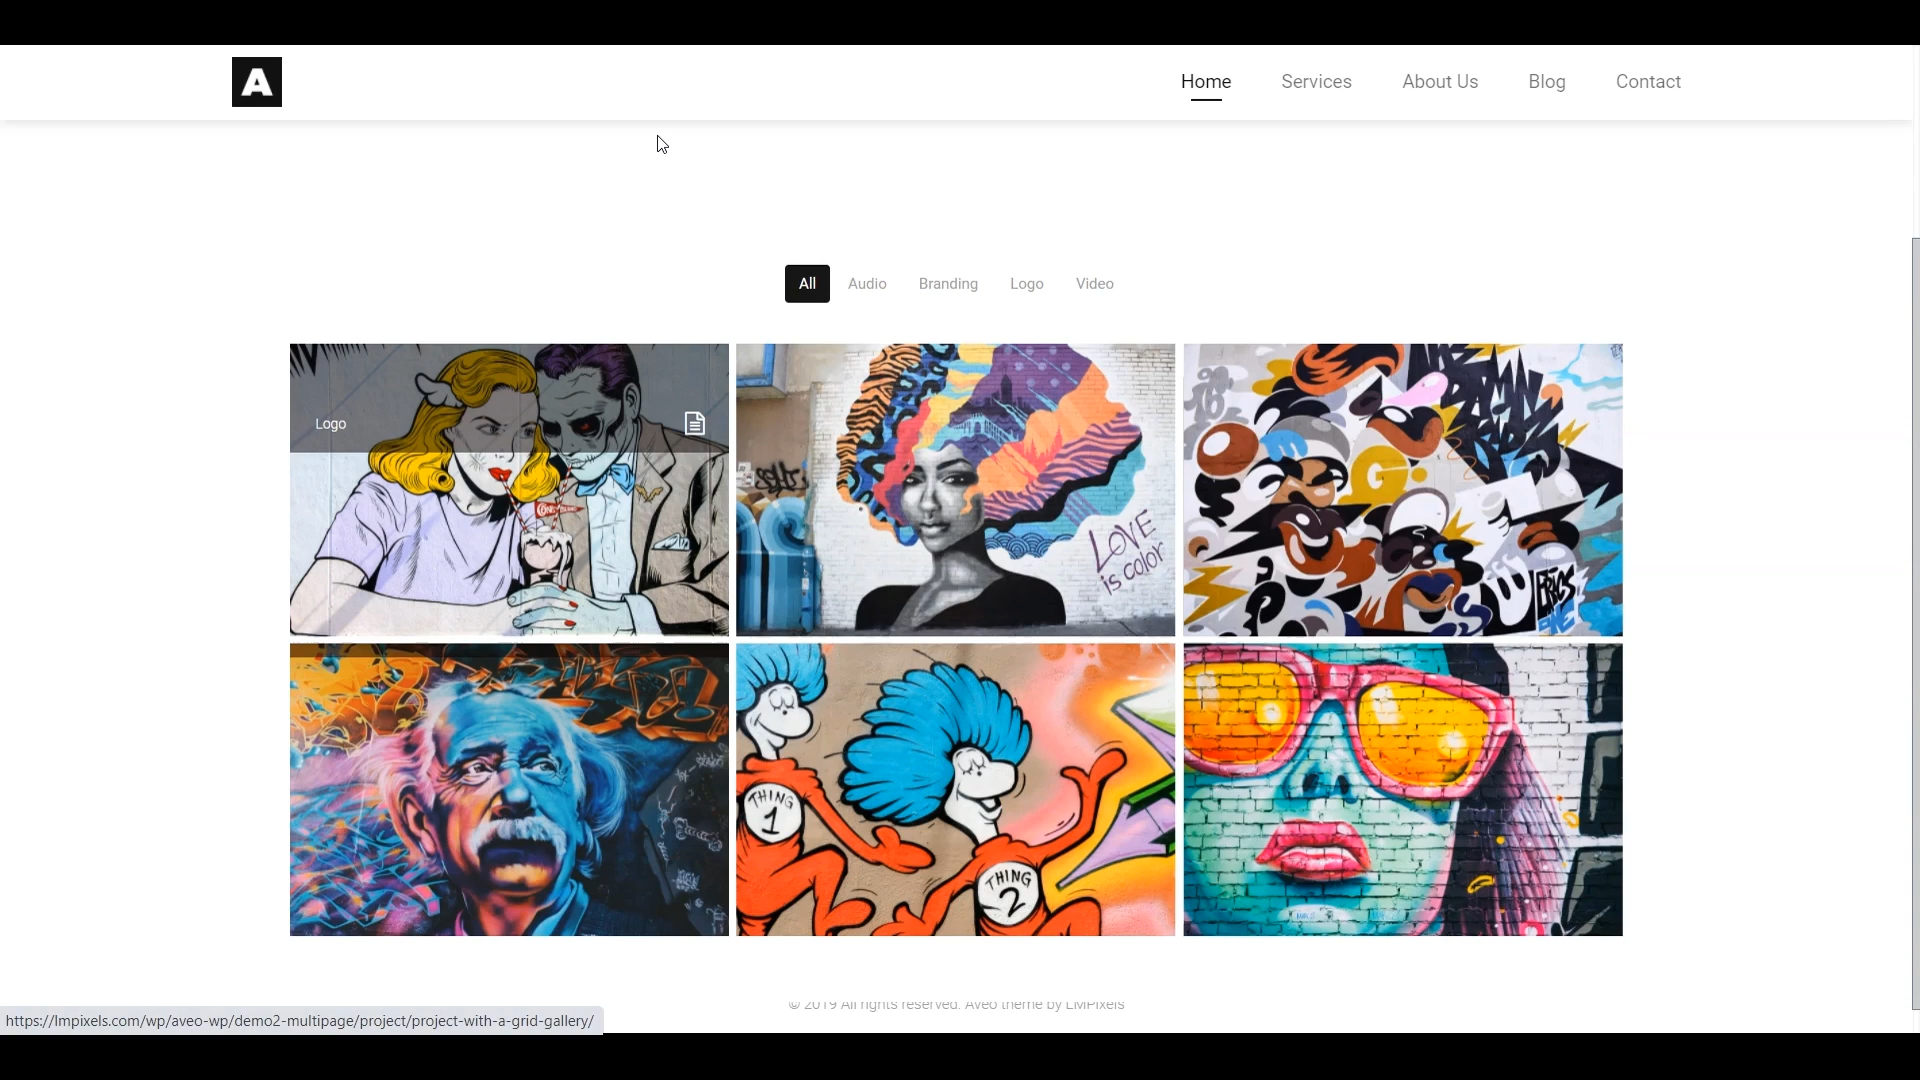 A
Home Services About Us Blog Contact
All Audio Branding Logo Video
Logo
LOVE
is color
THING
1
THING
2
© 2019 All rights reserved. Aveo theme by LMPixels
https://lmpixels.com/wp/aveo-wp/demo2-multipage/project/project-with-a-grid-gallery/